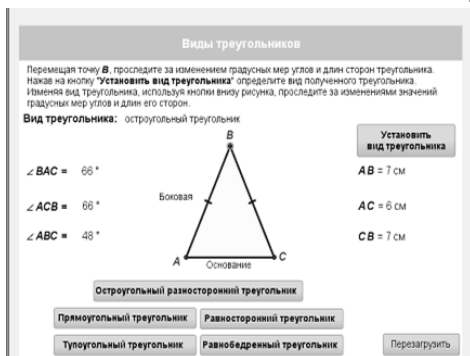 Виды треугольников
Перемещая точку B, проследите за изменением градусных мер углов и длин сторон треугольника.
Нажав на кнопку "Установить вид треугольника" определите вид полученного треугольника.
Изменяя вид треугольника, используя кнопки внизу рисунка, проследите за изменениями значений
градусных мер углов и длин его сторон.
Вид треугольника: остроугольный треугольник
B
Установить
вид треугольника
∠BAC = 66°
AB = 7 см
Боковая
∠ACB = 66°
AC = 6 см
∠ABC = 48°
CB = 7 см
A
Основание
C
Остроугольный разносторонний треугольник
Прямоугольный треугольник
Равносторонний треугольник
Тупоугольный треугольник
Равнобедренный треугольник
Перезагрузить